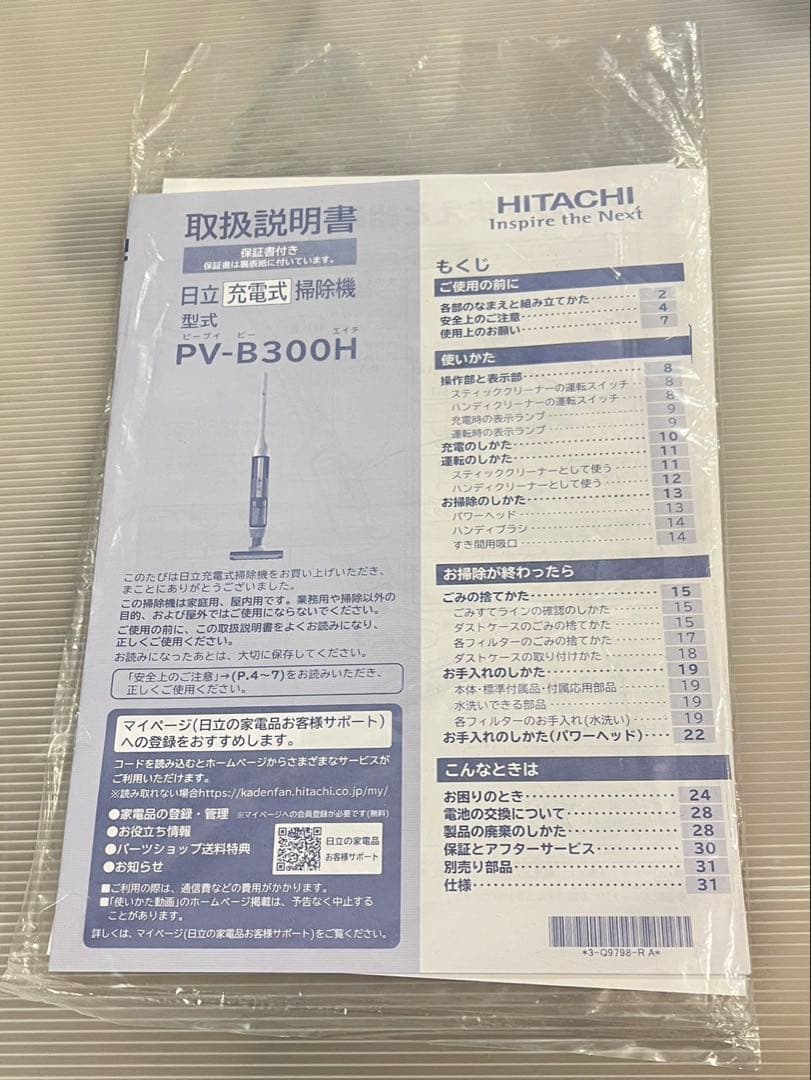 取扱説明書
保証書付き
保証書は裏表紙に付いています。
日立 充電式 掃除機
型式
ピーブイ ビー エイチ
PV-B300H
このたびは日立充電式掃除機をお買い上げいただき、
まことにありがとうございました。
この掃除機は家庭用、屋内用です。業務用や掃除以外の
目的、および屋外ではご使用にならないでください。
ご使用の前に、この取扱説明書をよくお読みになり、
正しくご使用ください。
お読みになったあとは、大切に保存してください。
「安全上のご注意」→(P.4~7)をお読みいただき、
正しくご使用ください。
マイページ(日立の家電品お客様サポート)
への登録をおすすめします。
コードを読み込むとホームページからさまざまなサービスが
ご利用いただけます。
※読み取れない場合https://kadenfan.hitachi.co.jp/my/
●家電品の登録・管理 ※マイページへの会員登録が必要です(無料)
●お役立ち情報
●パーツショップ送料特典
●お知らせ
日立の家電品
お客様サポート
■ご利用の際は、通信費などの費用がかかります。
■「使いかた動画」のホームページ掲載は、予告なく中止する
ことがあります。
詳しくは、マイページ(日立の家電品お客様サポート)をご覧ください。
HITACHI
Inspire the Next
もくじ
ご使用の前に
各部のなまえと組み立てかた 2
安全上のご注意 4
使用上のお願い 7
使いかた
操作部と表示部 8
スティッククリーナーの運転スイッチ 8
ハンディクリーナーの運転スイッチ 8
充電時の表示ランプ 9
運転時の表示ランプ 9
充電のしかた 10
運転のしかた 11
スティッククリーナーとして使う 11
ハンディクリーナーとして使う 12
お掃除のしかた 13
パワーヘッド 13
ハンディブラシ 14
すき間用吸口 14
お掃除が終わったら
ごみの捨てかた 15
ごみすてラインの確認のしかた 15
ダストケースのごみの捨てかた 15
各フィルターのごみの捨てかた 17
ダストケースの取り付けかた 18
お手入れのしかた 19
本体・標準付属品・付属応用部品 19
水洗いできる部品 19
各フィルターのお手入れ(水洗い) 19
お手入れのしかた(パワーヘッド) 22
こんなときは
お困りのとき 24
電池の交換について 28
製品の廃棄のしかた 28
保証とアフターサービス 30
別売り部品 31
仕様 31
*3-Q9798-R A*